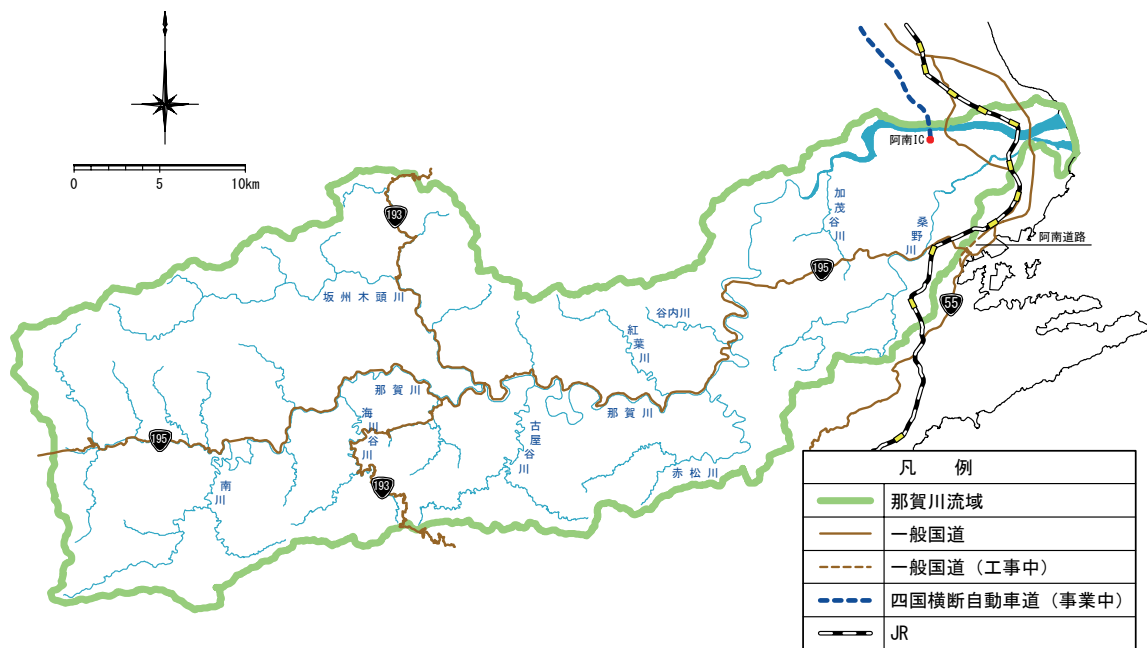 0 5 10km
阿南IC
加茂谷川
桑野川
193
阿南道路
195
坂州木頭川
谷内川
55
紅葉川
那賀川
海川谷川
那賀川
古屋谷川
195
赤松川
南川
193
凡 例
那賀川流域
一般国道
一般国道（工事中）
四国横断自動車道（事業中）
JR